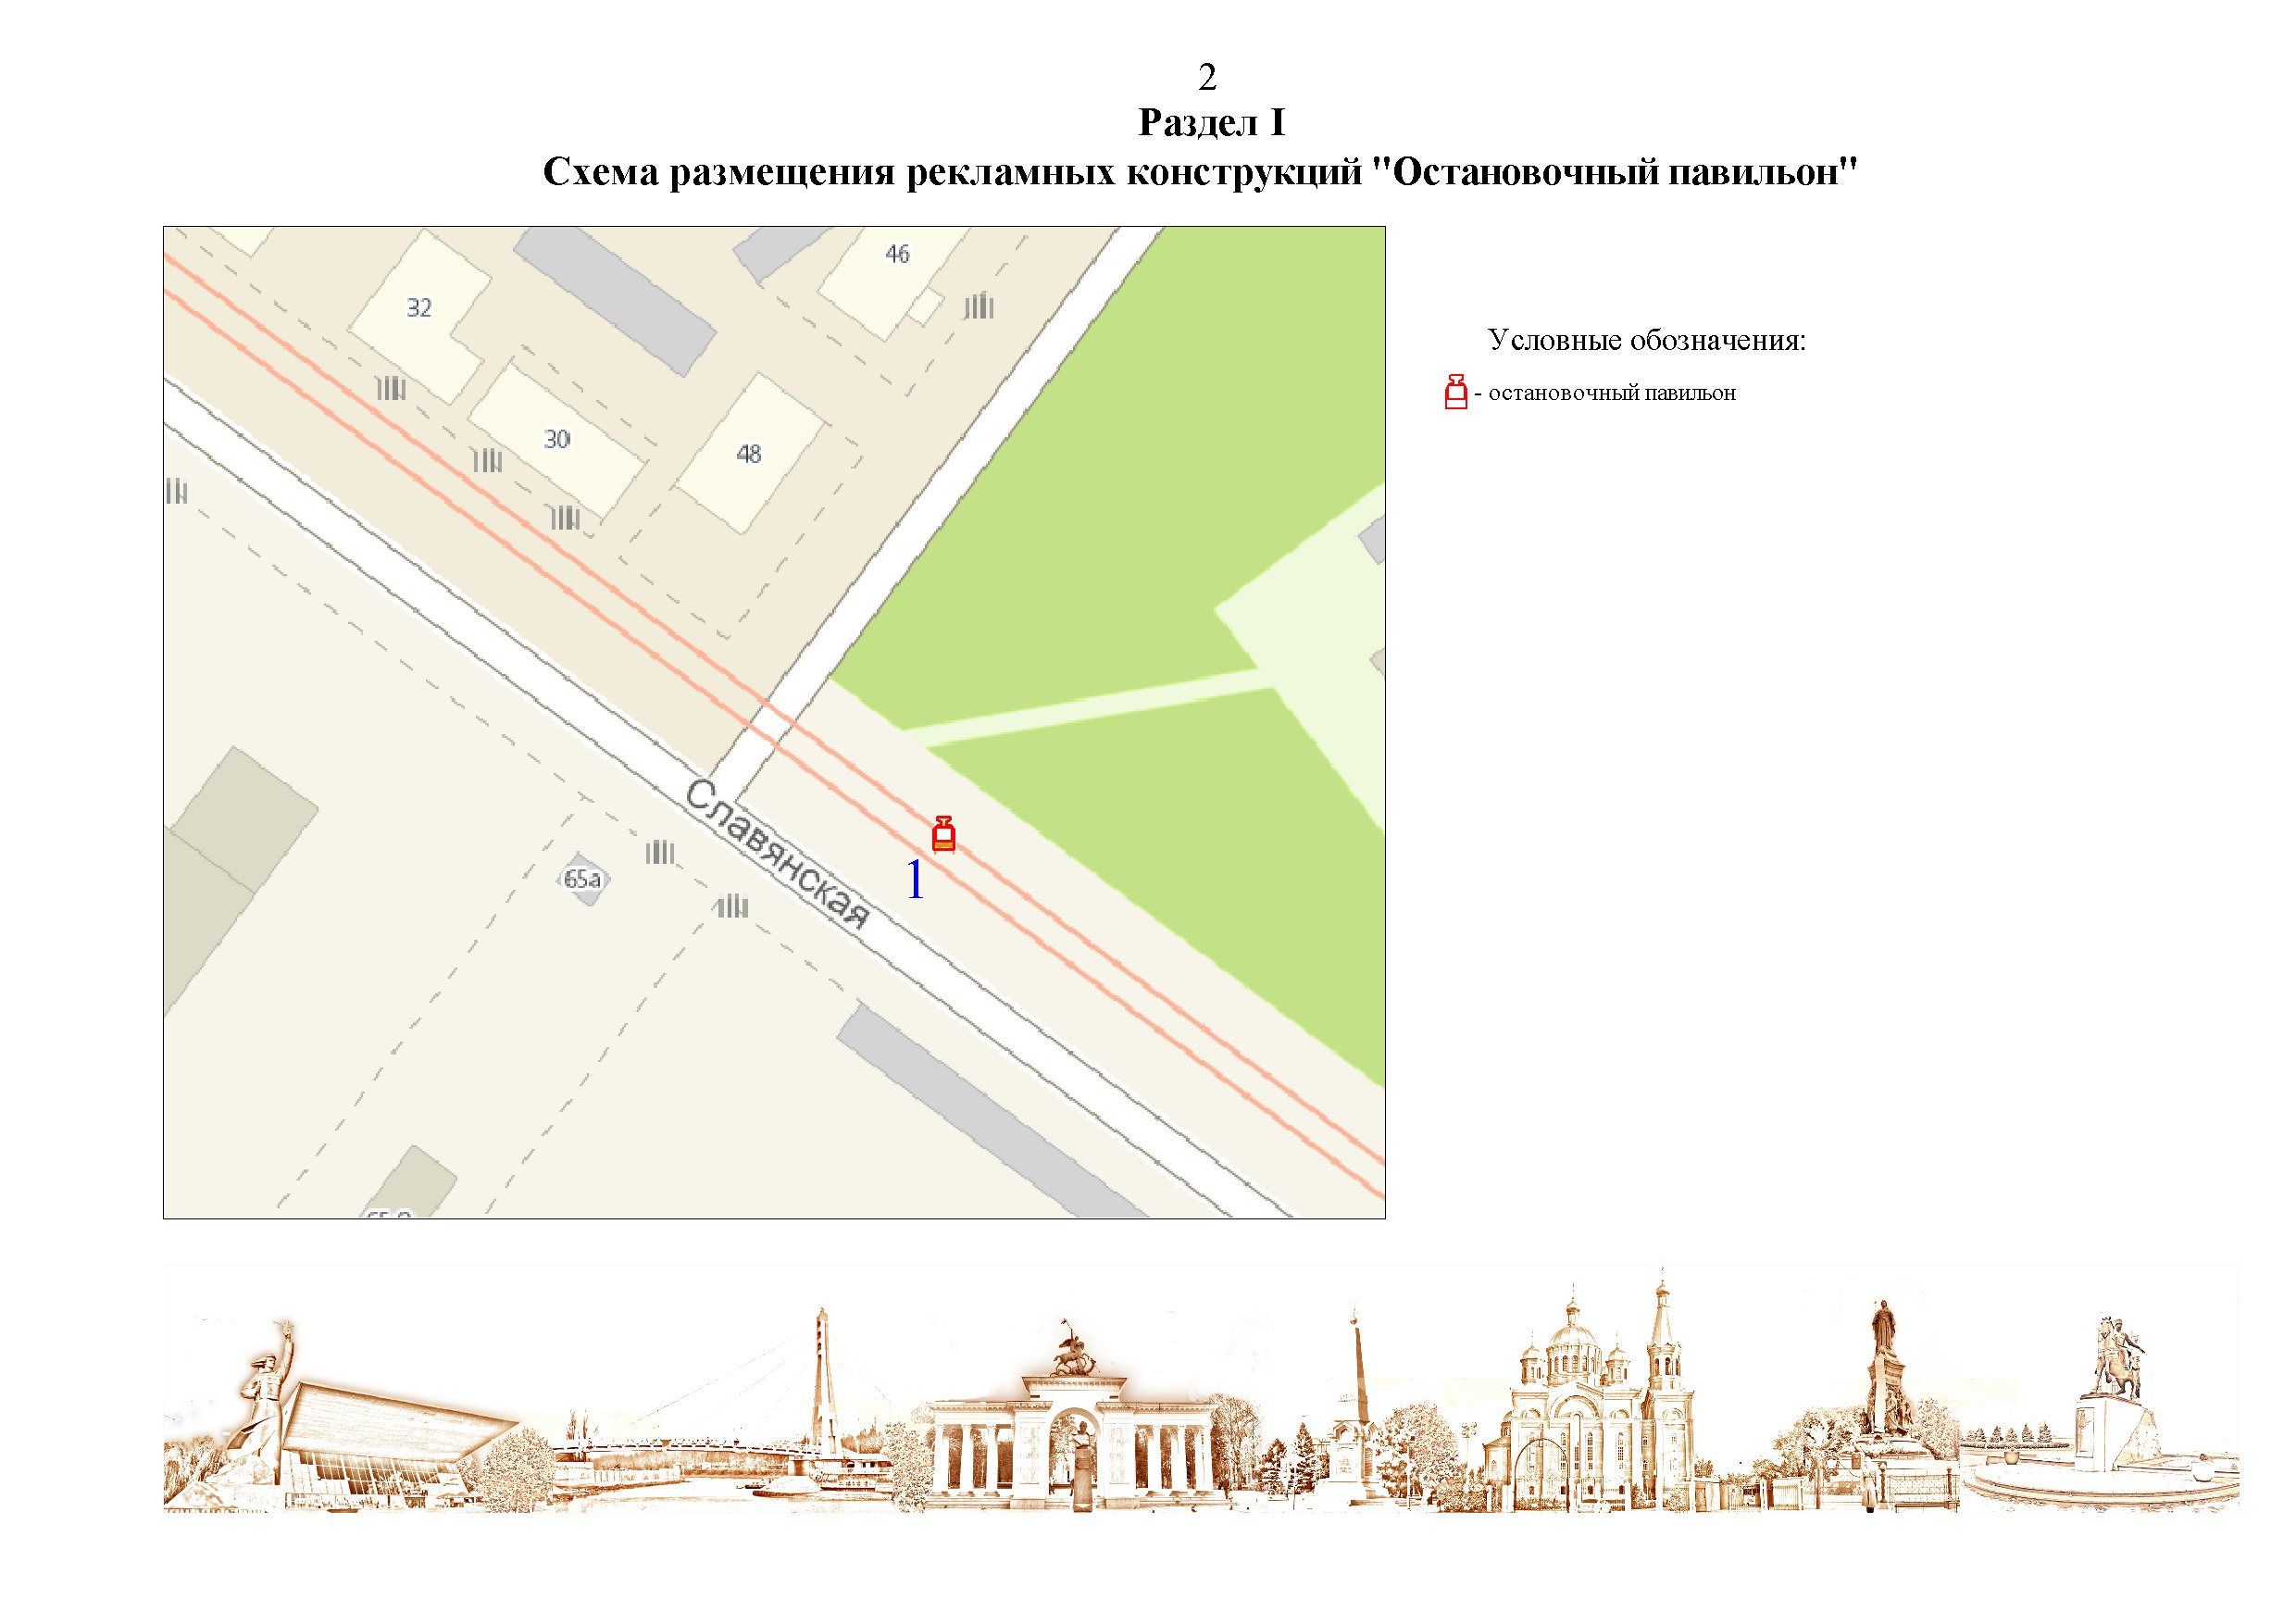 2
Раздел I
Схема размещения рекламных конструкций "Остановочный павильон"
46
32
Условные обозначения:
- остановочный павильон
30
48
Славянская
1
65а